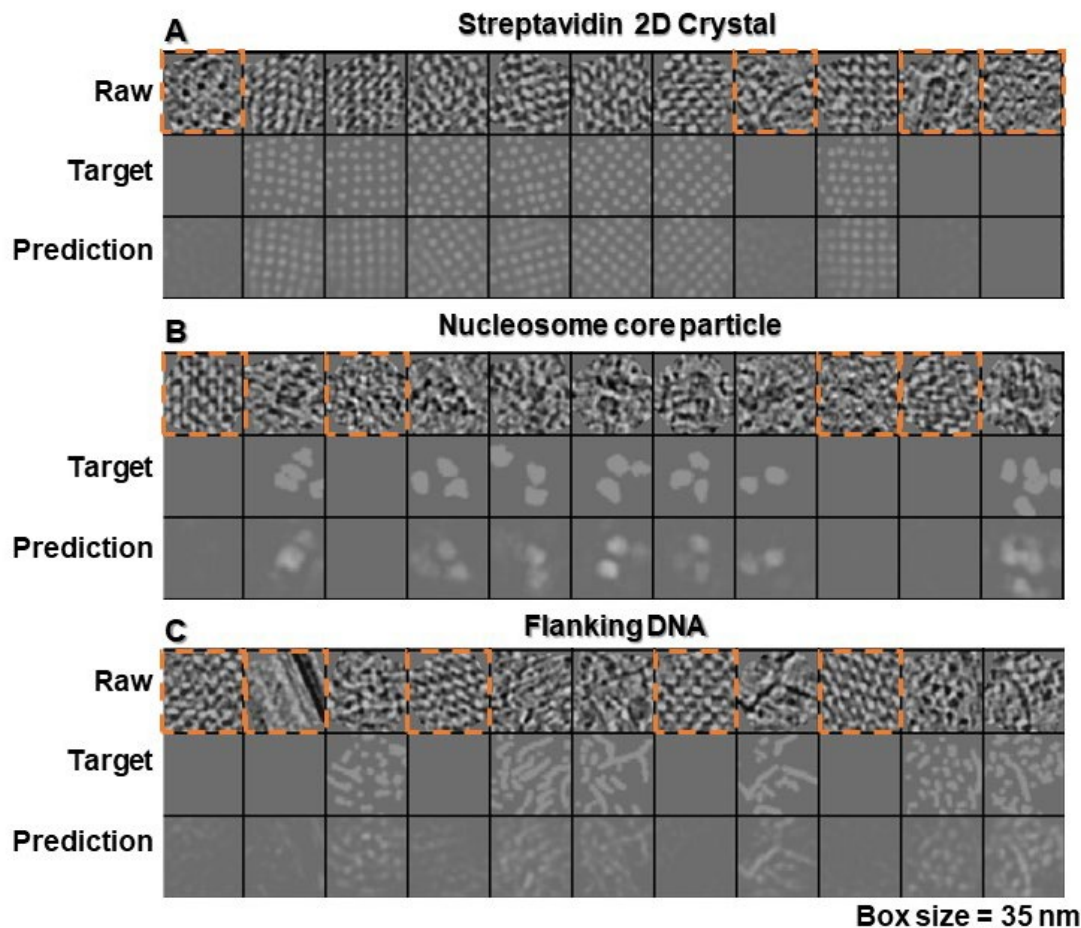 A
Streptavidin 2D Crystal
Raw
Target
Prediction
B
Nucleosome core particle
Target
Prediction
C
Flanking DNA
Raw
Target
Prediction
Box size = 35 nm